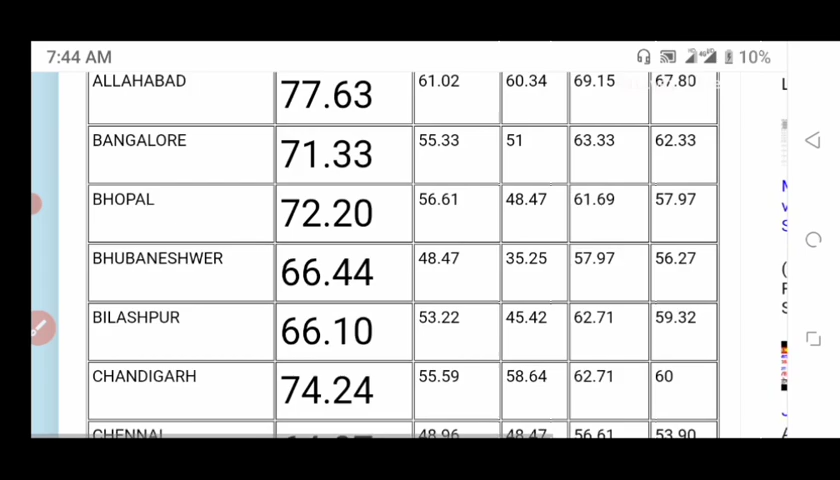 7:44 AM 10%
ALLAHABAD 77.63 61.02 60.34 69.15 67.80
BANGALORE 71.33 55.33 51 63.33 62.33
BHOPAL 72.20 56.61 48.47 61.69 57.97
BHUBANESHWER 66.44 48.47 35.25 57.97 56.27
BILASHPUR 66.10 53.22 45.42 62.71 59.32
CHANDIGARH 74.24 55.59 58.64 62.71 60
CHENNAI 48.96 48.47 56.61 53.90